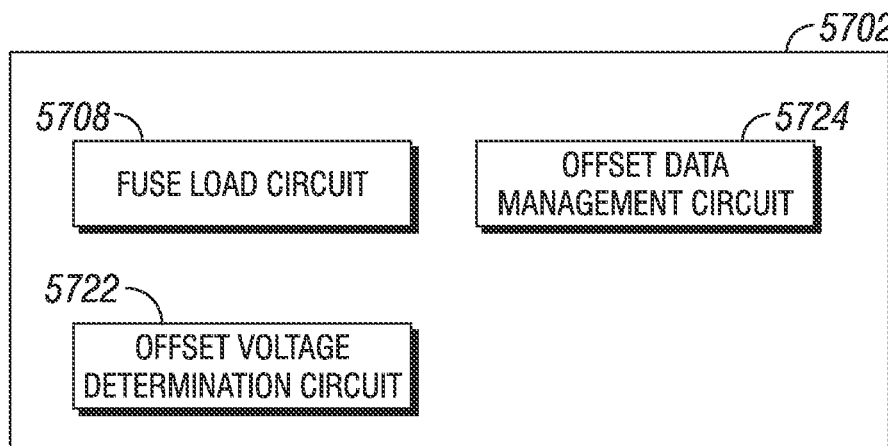 5702
5708
FUSE LOAD CIRCUIT
5724
OFFSET DATA
MANAGEMENT CIRCUIT
5722
OFFSET VOLTAGE
DETERMINATION CIRCUIT